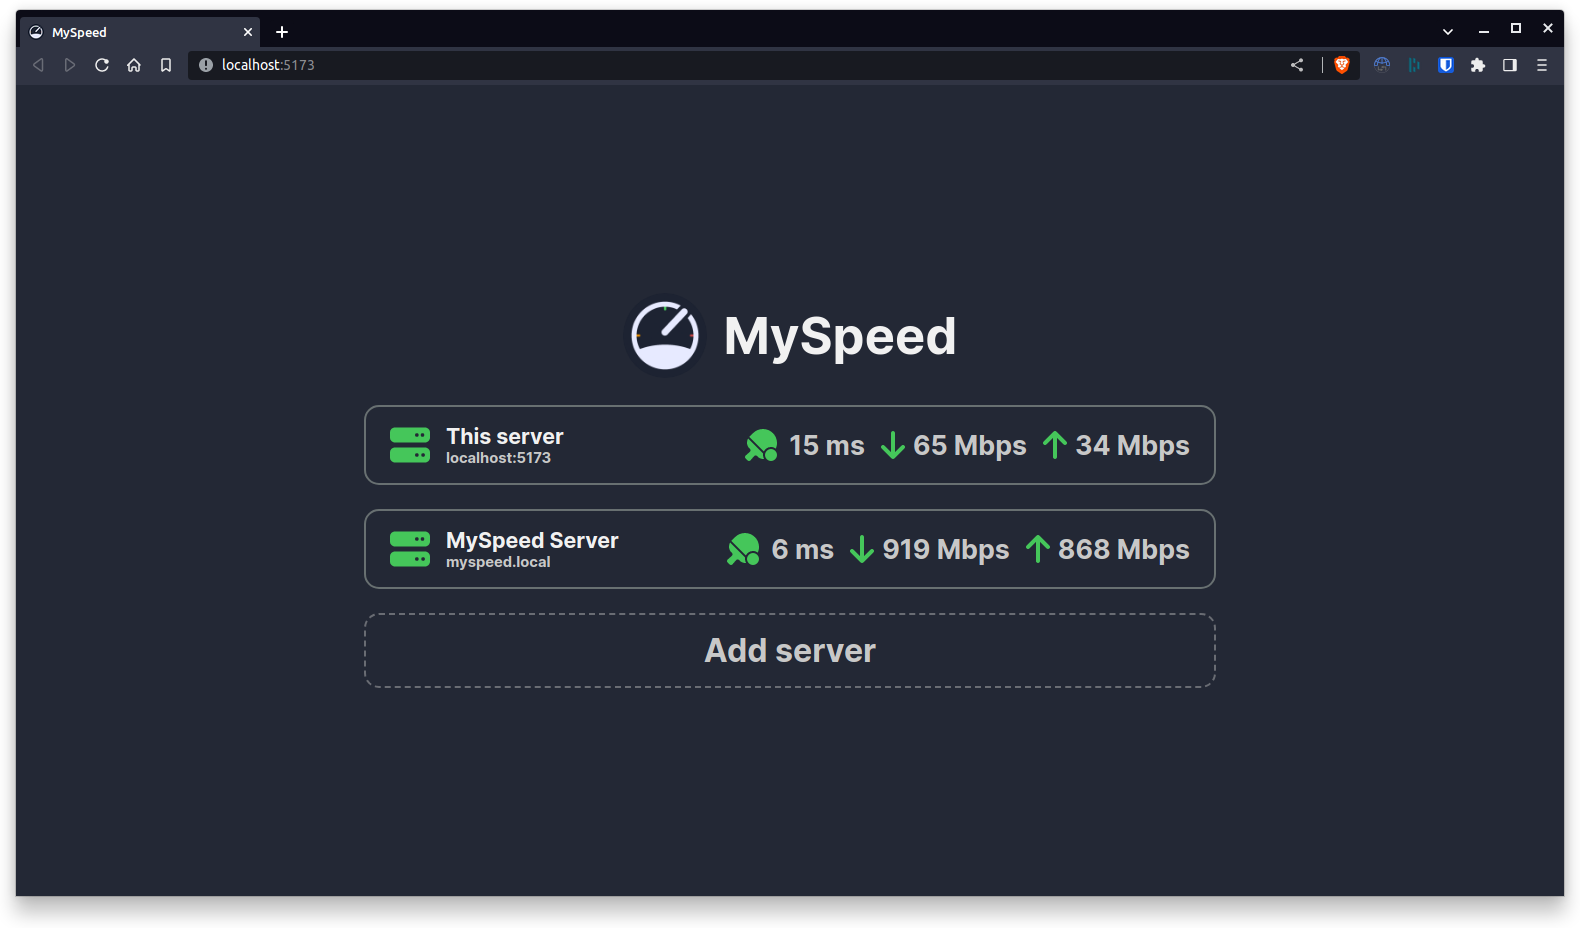 MySpeed
localhost:5173
MySpeed
This server
localhost:5173
15 ms 65 Mbps 34 Mbps
MySpeed Server
myspeed.local
6 ms 919 Mbps 868 Mbps
Add server